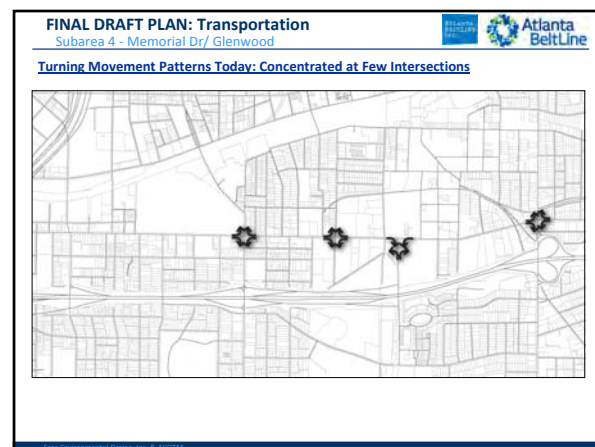 FINAL DRAFT PLAN: Transportation
Subarea 4 - Memorial Dr/ Glenwood
Atlanta
BeltLine
Turning Movement Patterns Today: Concentrated at Few Intersections